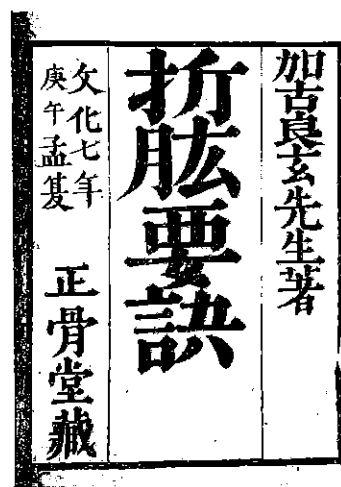 加古良玄先生著
折肱要訣
文化七年
庚午孟夏
正骨堂藏